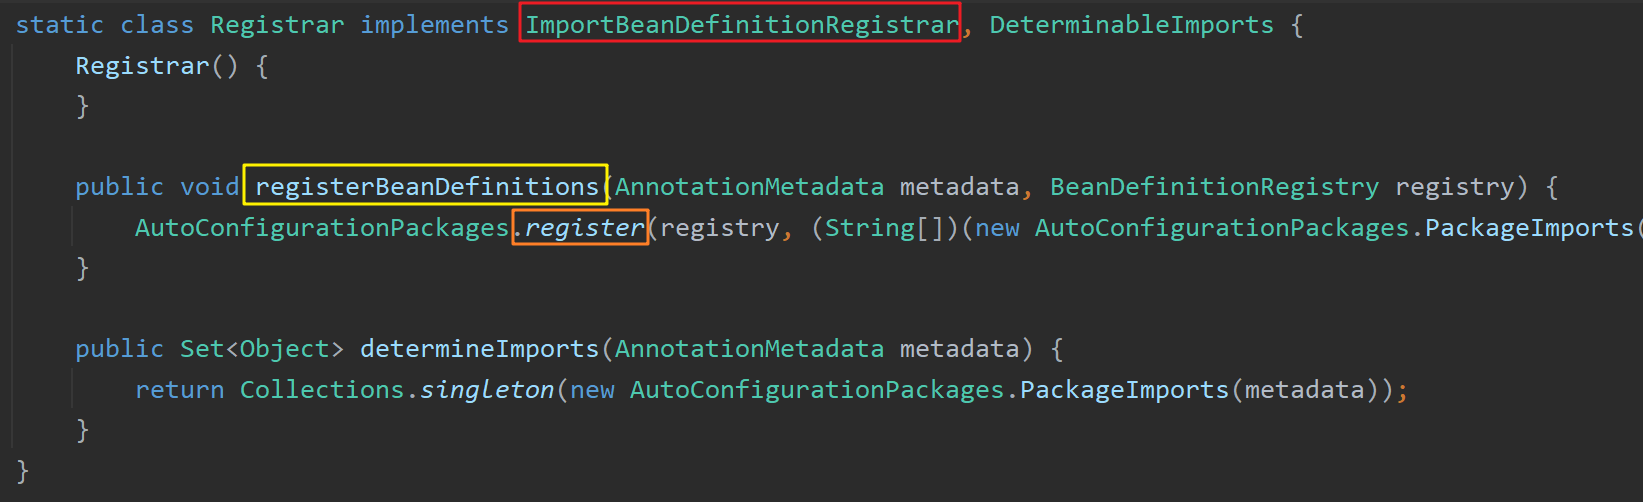 static class Registrar implements ImportBeanDefinitionRegistrar, DeterminableImports {
Registrar() {
}
public void registerBeanDefinitions(AnnotationMetadata metadata, BeanDefinitionRegistry registry) {
AutoConfigurationPackages.register(registry, (String[])(new AutoConfigurationPackages.PackageImports(
}
public Set<Object> determineImports(AnnotationMetadata metadata) {
return Collections.singleton(new AutoConfigurationPackages.PackageImports(metadata));
}
}